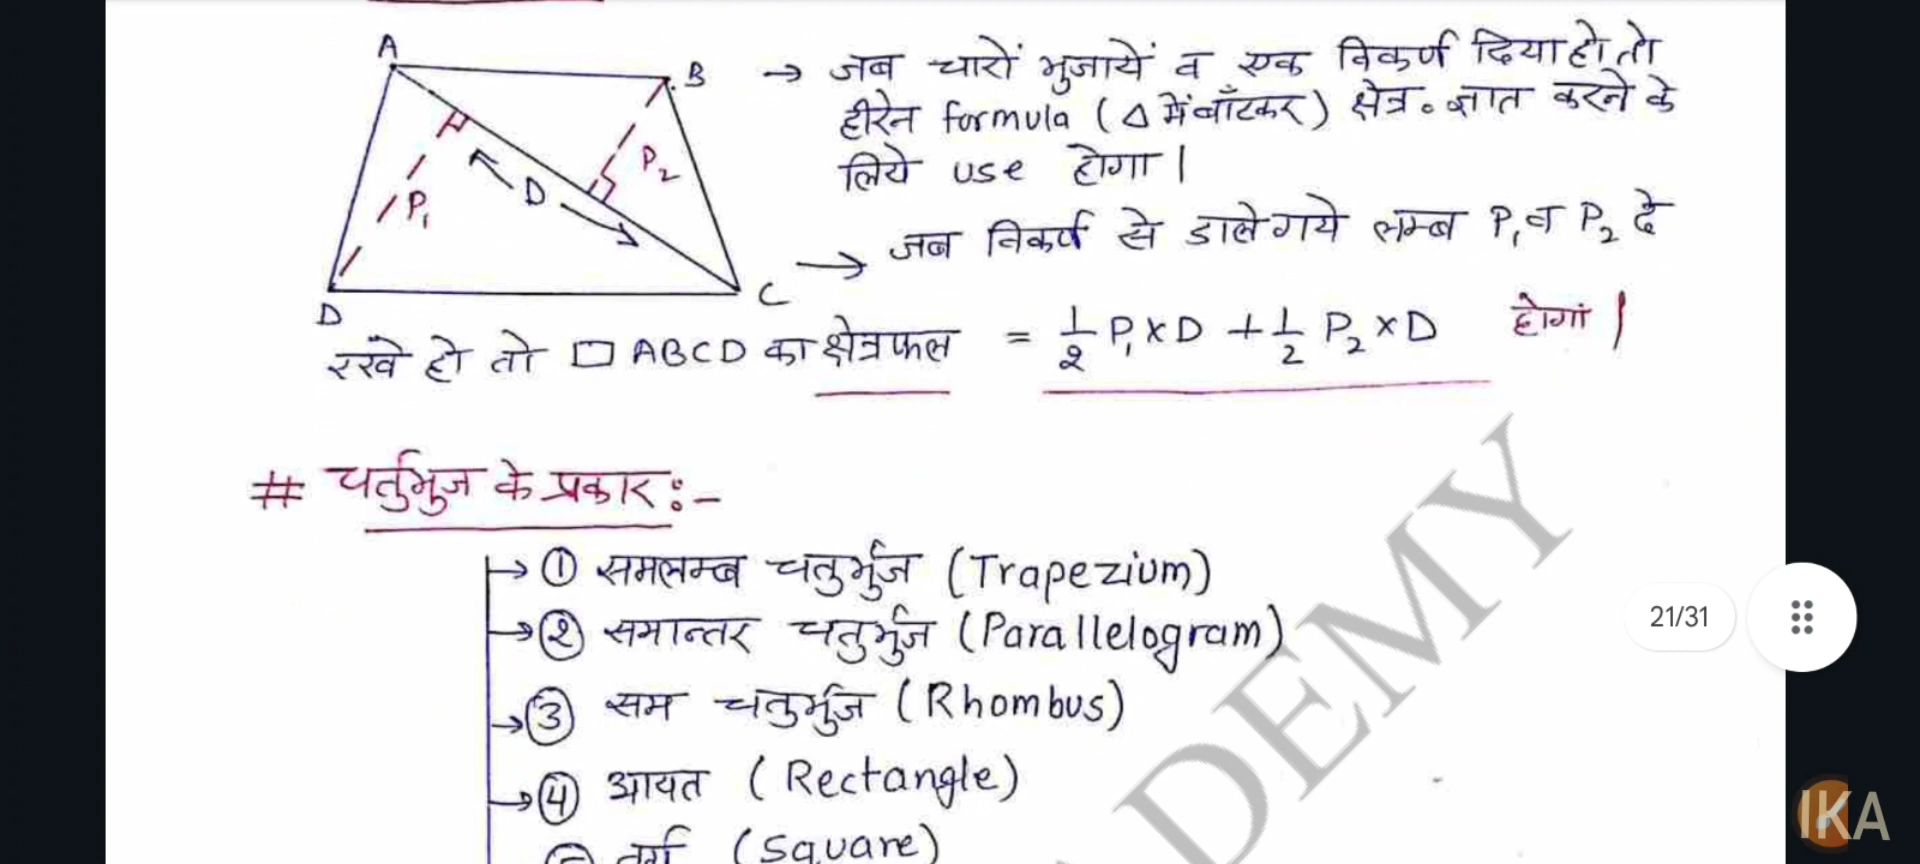 A
B
P₁
D
P₂
D
C
→ जब चारों भुजायें व एक विकर्ण दिया हो तो
हीरेन formula (△ में बाँटकर) क्षेत्र॰ ज्ञात करने के
लिये use होगा |
→ जब विकर्ण से डाले गये लम्ब P₁ व P₂ दे
रखे हो तो □ ABCD का क्षेत्रफल = 1/2 P₁ × D + 1/2 P₂ × D होगां |
# चर्तुभुज के प्रकार :-
→ ① समलम्ब चतुर्भुज (Trapezium)
→ ② समान्तर चतुर्भुज (Parallelogram)
→ ③ सम चतुर्भुज (Rhombus)
→ ④ आयत (Rectangle)
वर्ग (Square)
DEMY
21/31
IKA